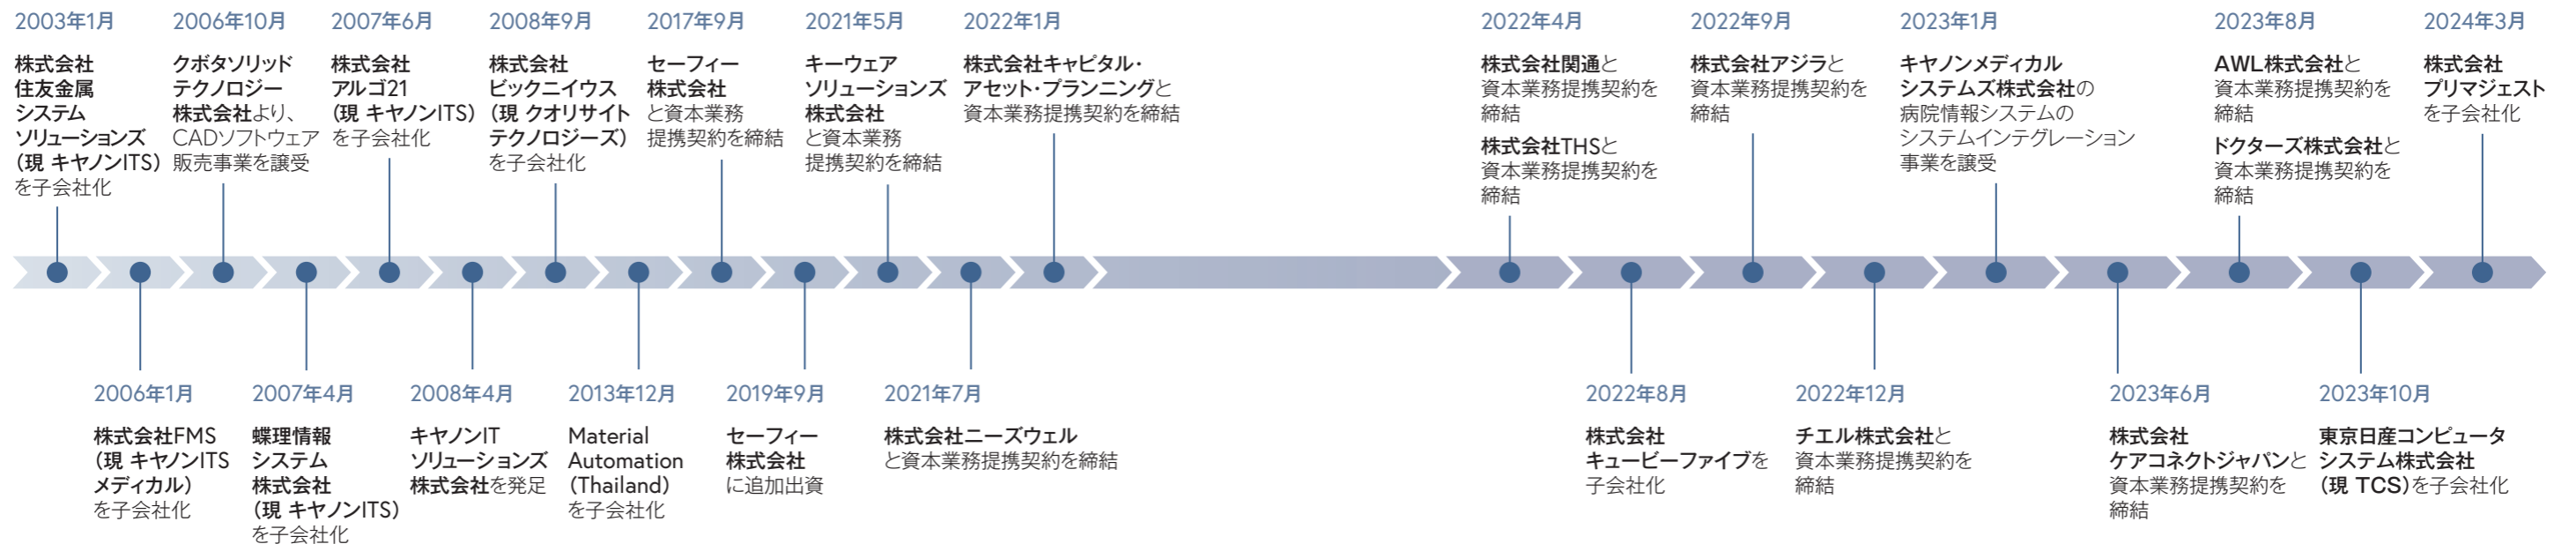 2003年1月
株式会社
住友金属
システム
ソリューションズ
（現 キヤノンITS）
を子会社化
2006年10月
クボタソリッド
テクノロジー
株式会社より、
CADソフトウェア
販売事業を譲受
2007年6月
株式会社
アルゴ21
（現 キヤノンITS）
を子会社化
2008年9月
株式会社
ビックニイウス
（現 クオリサイト
テクノロジーズ）
を子会社化
2017年9月
セーフィー
株式会社
と資本業務
提携契約を締結
2021年5月
キーウェア
ソリューションズ
株式会社
と資本業務
提携契約を締結
2022年1月
株式会社キャピタル・
アセット・プランニングと
資本業務提携契約を締結
2022年4月
株式会社関通と
資本業務提携契約を
締結
株式会社THSと
資本業務提携契約を
締結
2022年9月
株式会社アジラと
資本業務提携契約を
締結
2023年1月
キヤノンメディカル
システムズ株式会社の
病院情報システムの
システムインテグレーション
事業を譲受
2023年8月
AWL株式会社と
資本業務提携契約を
締結
ドクターズ株式会社と
資本業務提携契約を
締結
2024年3月
株式会社
プリマジェスト
を子会社化
2006年1月
株式会社FMS
（現 キヤノンITS
メディカル）
を子会社化
2007年4月
蝶理情報
システム
株式会社
（現 キヤノンITS）
を子会社化
2008年4月
キヤノンIT
ソリューションズ
株式会社を発足
2013年12月
Material
Automation
（Thailand）
を子会社化
2019年9月
セーフィー
株式会社
に追加出資
2021年7月
株式会社ニーズウェル
と資本業務提携契約を締結
2022年8月
株式会社
キュービーファイブを
子会社化
2022年12月
チエル株式会社と
資本業務提携契約を
締結
2023年6月
株式会社
ケアコネクトジャパンと
資本業務提携契約を
締結
2023年10月
東京日産コンピュータ
システム株式会社
（現 TCS）を子会社化